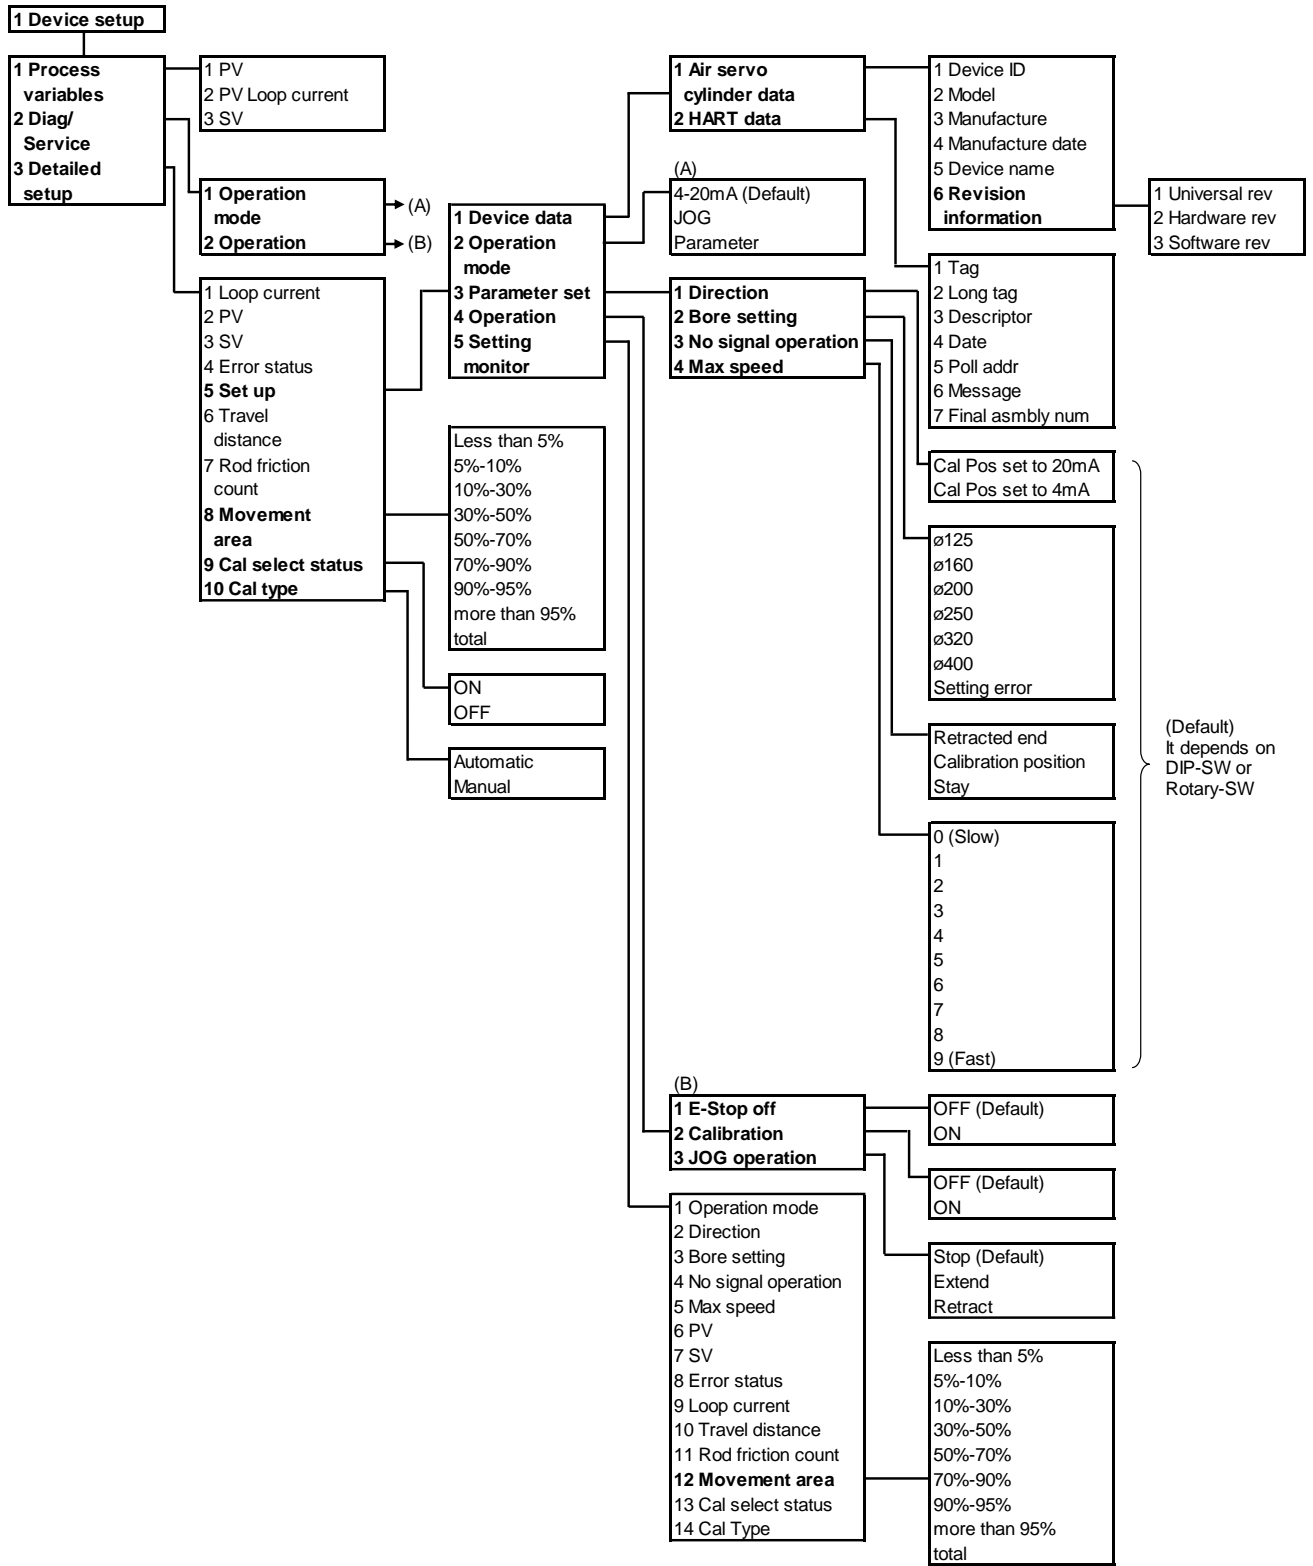 1 Device setup
1 Process
variables
2 Diag/
Service
3 Detailed
setup
1 PV
2 PV Loop current
3 SV
1 Operation
mode
2 Operation
(A)
(B)
1 Loop current
2 PV
3 SV
4 Error status
5 Set up
6 Travel
distance
7 Rod friction
count
8 Movement
area
9 Cal select status
10 Cal type
1 Device data
2 Operation
mode
3 Parameter set
4 Operation
5 Setting
monitor
Less than 5%
5%-10%
10%-30%
30%-50%
50%-70%
70%-90%
90%-95%
more than 95%
total
ON
OFF
Automatic
Manual
1 Air servo
cylinder data
2 HART data
(A)
4-20mA (Default)
JOG
Parameter
1 Direction
2 Bore setting
3 No signal operation
4 Max speed
(B)
1 E-Stop off
2 Calibration
3 JOG operation
1 Operation mode
2 Direction
3 Bore setting
4 No signal operation
5 Max speed
6 PV
7 SV
8 Error status
9 Loop current
10 Travel distance
11 Rod friction count
12 Movement area
13 Cal select status
14 Cal Type
1 Device ID
2 Model
3 Manufacture
4 Manufacture date
5 Device name
6 Revision
information
1 Universal rev
2 Hardware rev
3 Software rev
1 Tag
2 Long tag
3 Descriptor
4 Date
5 Poll addr
6 Message
7 Final asmbly num
Cal Pos set to 20mA
Cal Pos set to 4mA
ø125
ø160
ø200
ø250
ø320
ø400
Setting error
Retracted end
Calibration position
Stay
0 (Slow)
1
2
3
4
5
6
7
8
9 (Fast)
(Default)
It depends on
DIP-SW or
Rotary-SW
OFF (Default)
ON
OFF (Default)
ON
Stop (Default)
Extend
Retract
Less than 5%
5%-10%
10%-30%
30%-50%
50%-70%
70%-90%
90%-95%
more than 95%
total